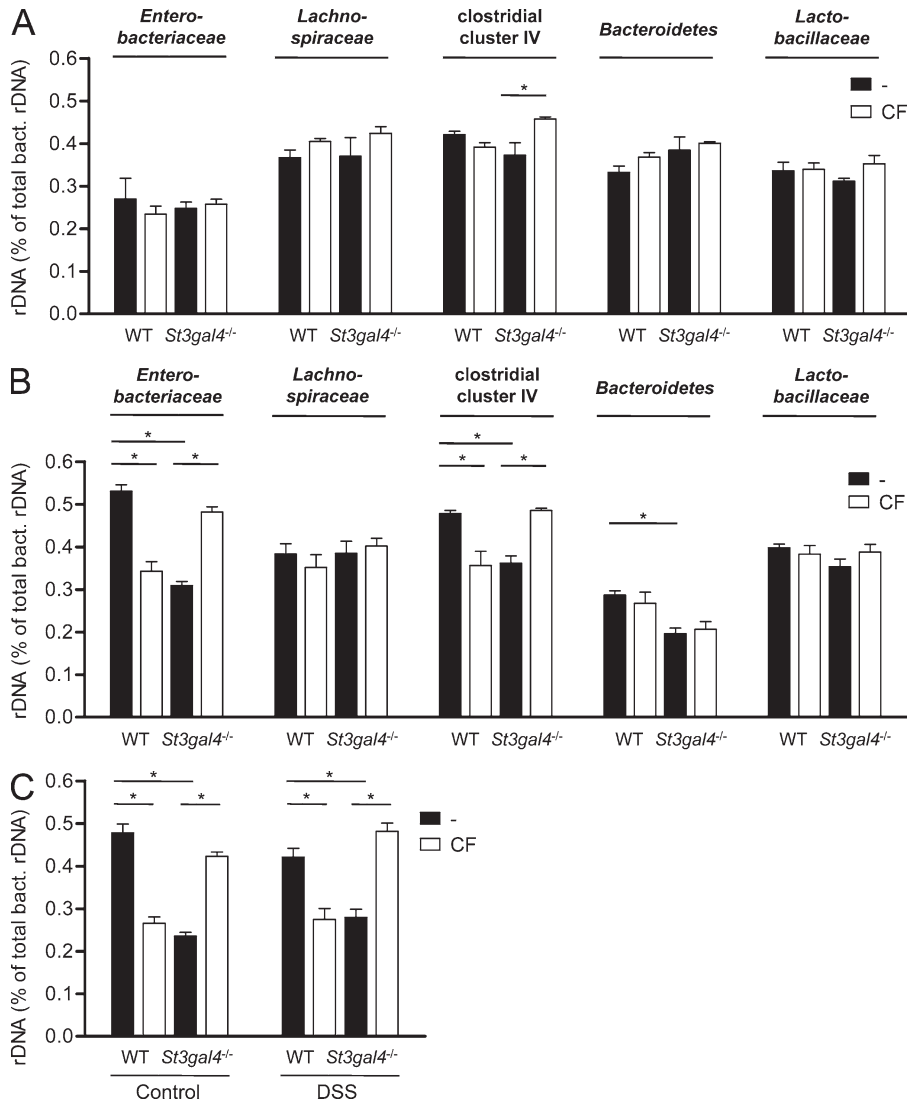 A
Entero-
bacteriaceae
Lachno-
spiraceae
clostridial
cluster IV
Bacteroidetes
Lacto-
bacillaceae
rDNA (% of total bact. rDNA)
0.6
0.5
0.4
0.3
0.2
0.1
0.0
*
-
CF
WT St3gal4-/-
WT St3gal4-/-
WT St3gal4-/-
WT St3gal4-/-
WT St3gal4-/-
B
Entero-
bacteriaceae
Lachno-
spiraceae
clostridial
cluster IV
Bacteroidetes
Lacto-
bacillaceae
rDNA (% of total bact. rDNA)
0.6
0.5
0.4
0.3
0.2
0.1
0.0
*
* *
*
* *
*
-
CF
WT St3gal4-/-
WT St3gal4-/-
WT St3gal4-/-
WT St3gal4-/-
WT St3gal4-/-
C
rDNA (% of total bact. rDNA)
0.6
0.5
0.4
0.3
0.2
0.1
0.0
*
* *
*
* *
-
CF
WT St3gal4-/-
WT St3gal4-/-
Control
DSS